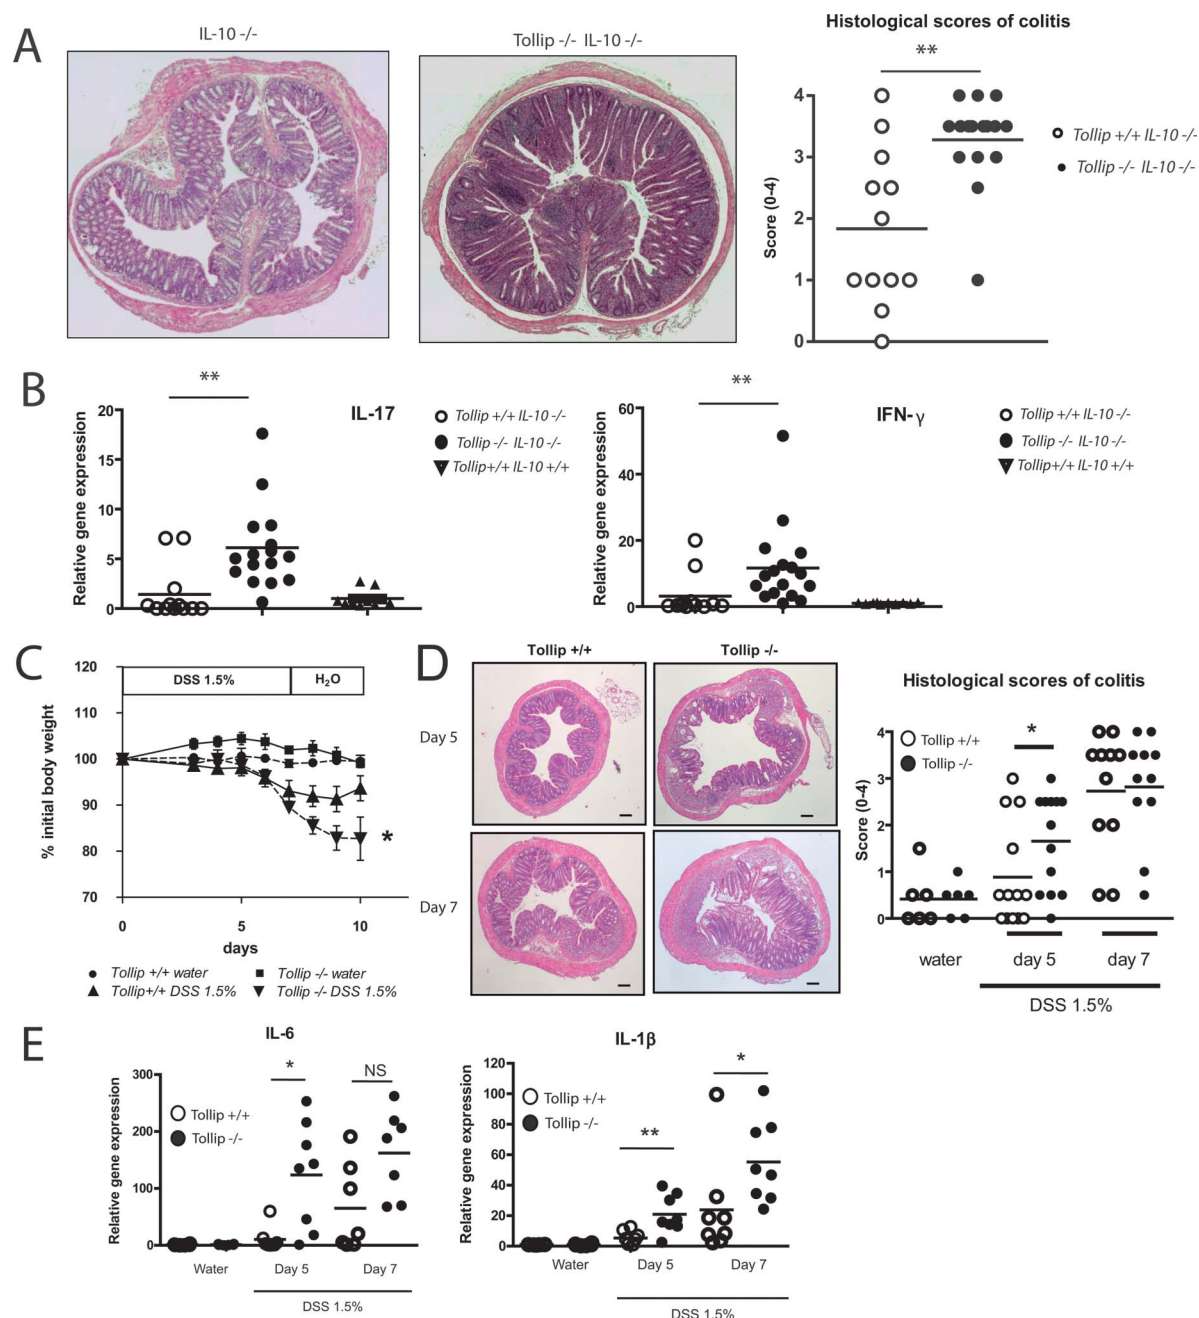 A
IL-10 -/-
Tollip -/- IL-10 -/-
Histological scores of colitis
**
4
3
2
1
0
Score (0-4)
Tollip +/+ IL-10 -/-
Tollip -/- IL-10 -/-
B
**
IL-17
20
15
10
5
0
Relative gene expression
Tollip +/+ IL-10 -/-
Tollip -/- IL-10 -/-
Tollip+/+ IL-10 +/+
**
IFN-γ
60
40
20
0
Relative gene expression
Tollip +/+ IL-10 -/-
Tollip -/- IL-10 -/-
Tollip+/+ IL-10 +/+
C
120
110
100
90
80
70
% initial body weight
DSS 1.5%
H2O
*
0
5
10
days
Tollip +/+ water
Tollip -/- water
Tollip+/+ DSS 1.5%
Tollip -/- DSS 1.5%
D
Tollip +/+
Tollip -/-
Day 5
Day 7
Histological scores of colitis
Tollip +/+
Tollip -/-
*
4
3
2
1
0
Score (0-4)
water
day 5
day 7
DSS 1.5%
E
IL-6
300
200
100
0
Relative gene expression
Tollip +/+
Tollip -/-
*
NS
Water
Day 5
Day 7
DSS 1.5%
IL-1β
120
100
80
60
40
20
0
Relative gene expression
Tollip +/+
Tollip -/-
**
*
Water
Day 5
Day 7
DSS 1.5%